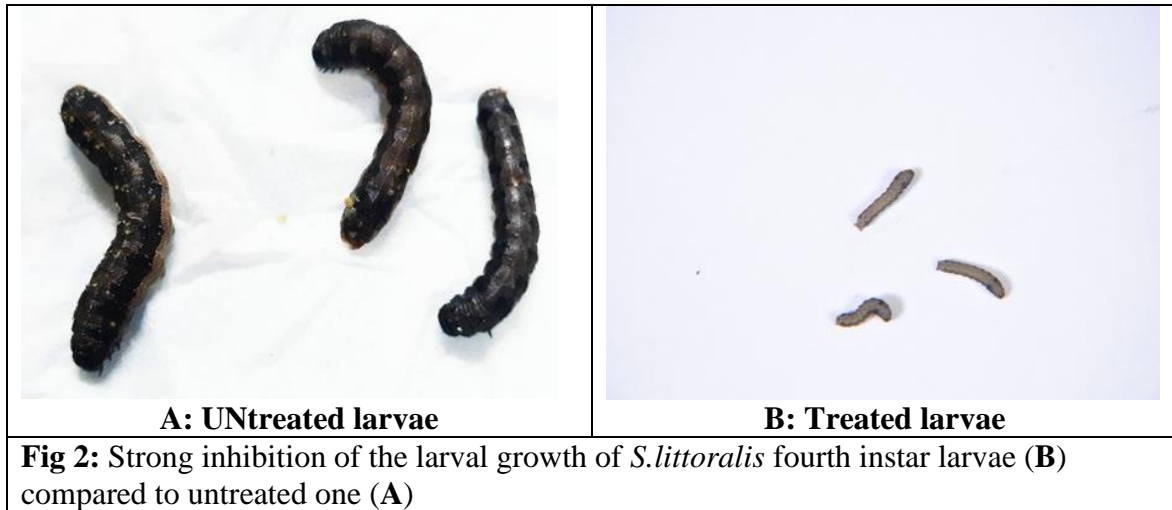 A: UNtreated larvae
B: Treated larvae
Fig 2: Strong inhibition of the larval growth of S.littoralis fourth instar larvae (B)
compared to untreated one (A)